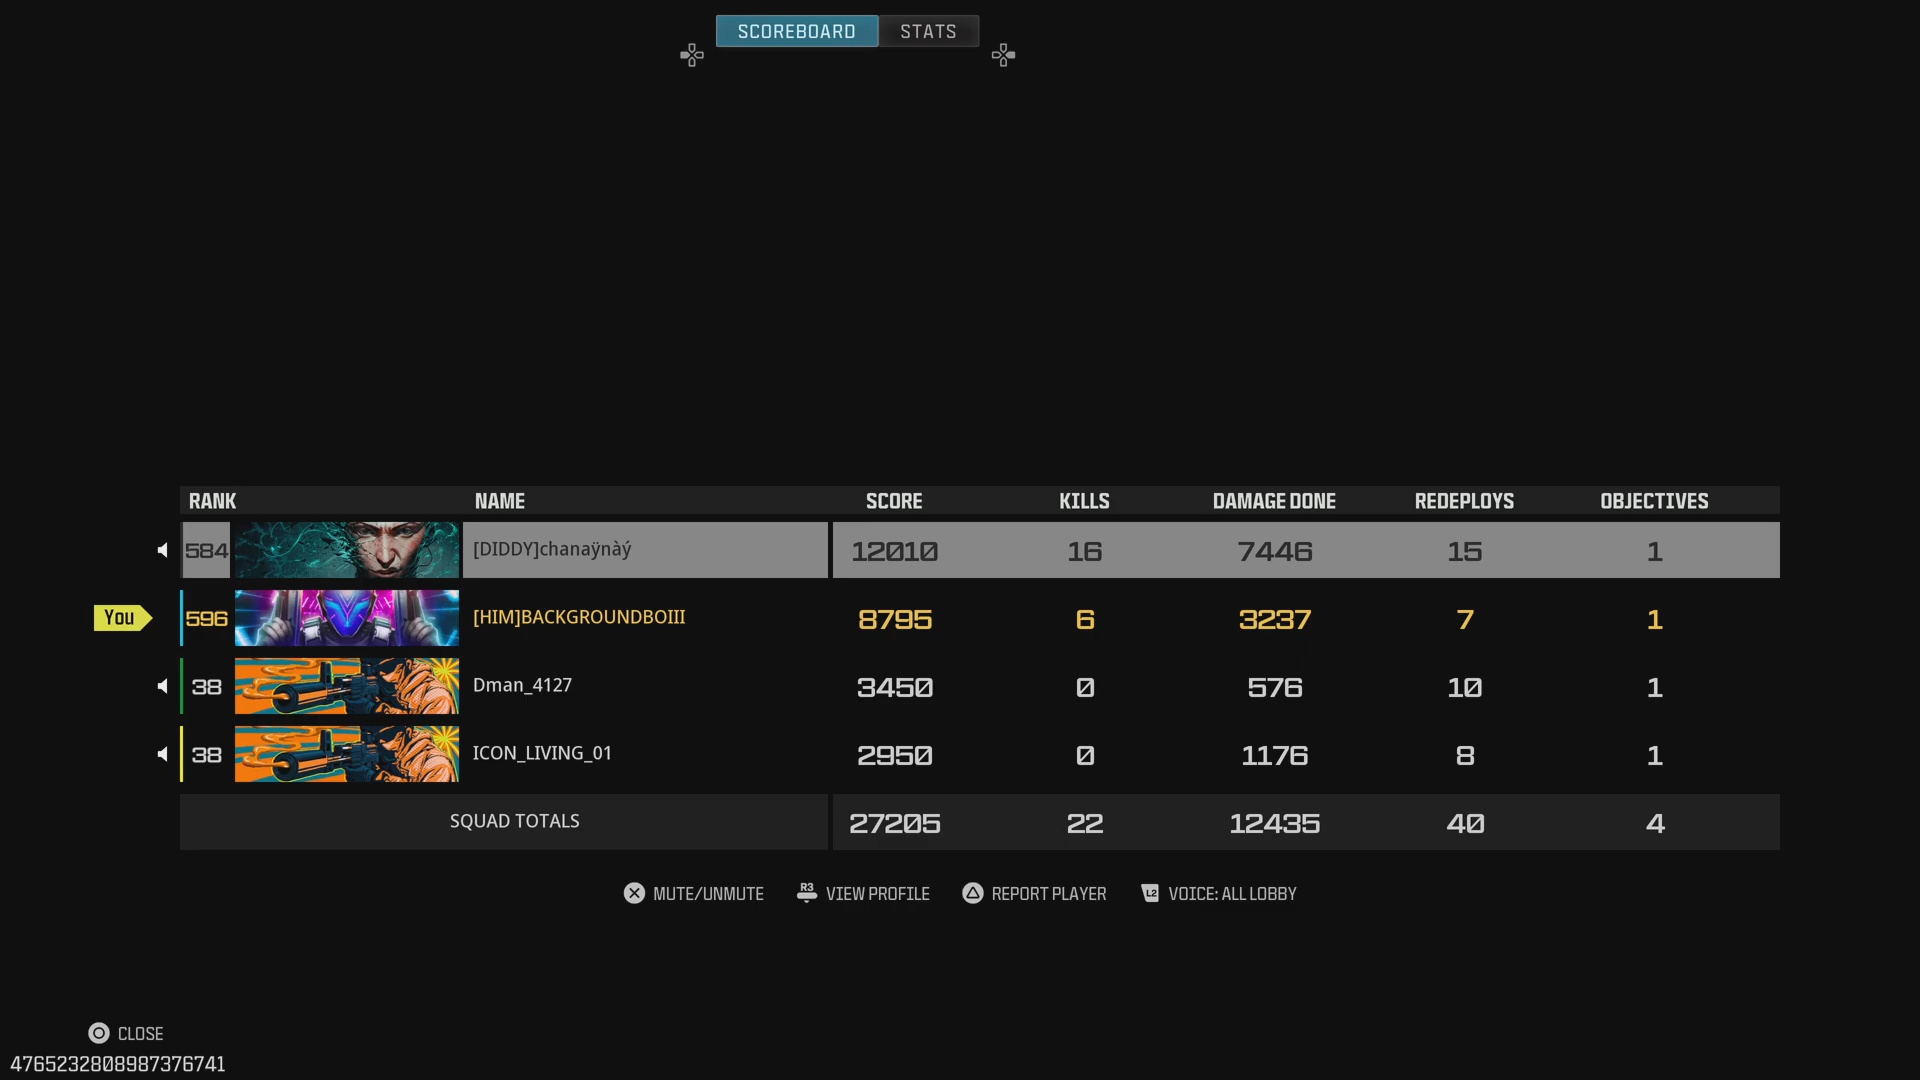 SCOREBOARD STATS
RANK NAME SCORE KILLS DAMAGE DONE REDEPLOYS OBJECTIVES
584 [DIDDY]chanaÿnàý 12010 16 7446 15 1
You 596 [HIM]BACKGROUNDBOIII 8795 6 3237 7 1
38 Dman_4127 3450 0 576 10 1
38 ICON_LIVING_01 2950 0 1176 8 1
SQUAD TOTALS 27205 22 12435 40 4
MUTE/UNMUTE R3 VIEW PROFILE REPORT PLAYER L2 VOICE: ALL LOBBY
CLOSE
4765232808987376741